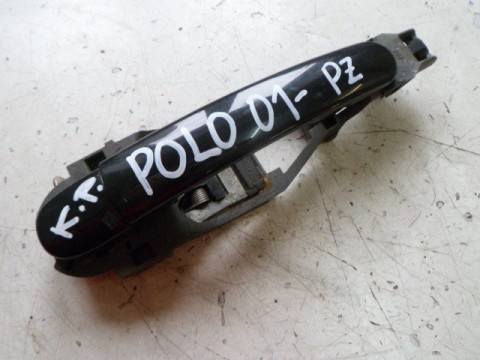 K.T. POLO 01- PZ